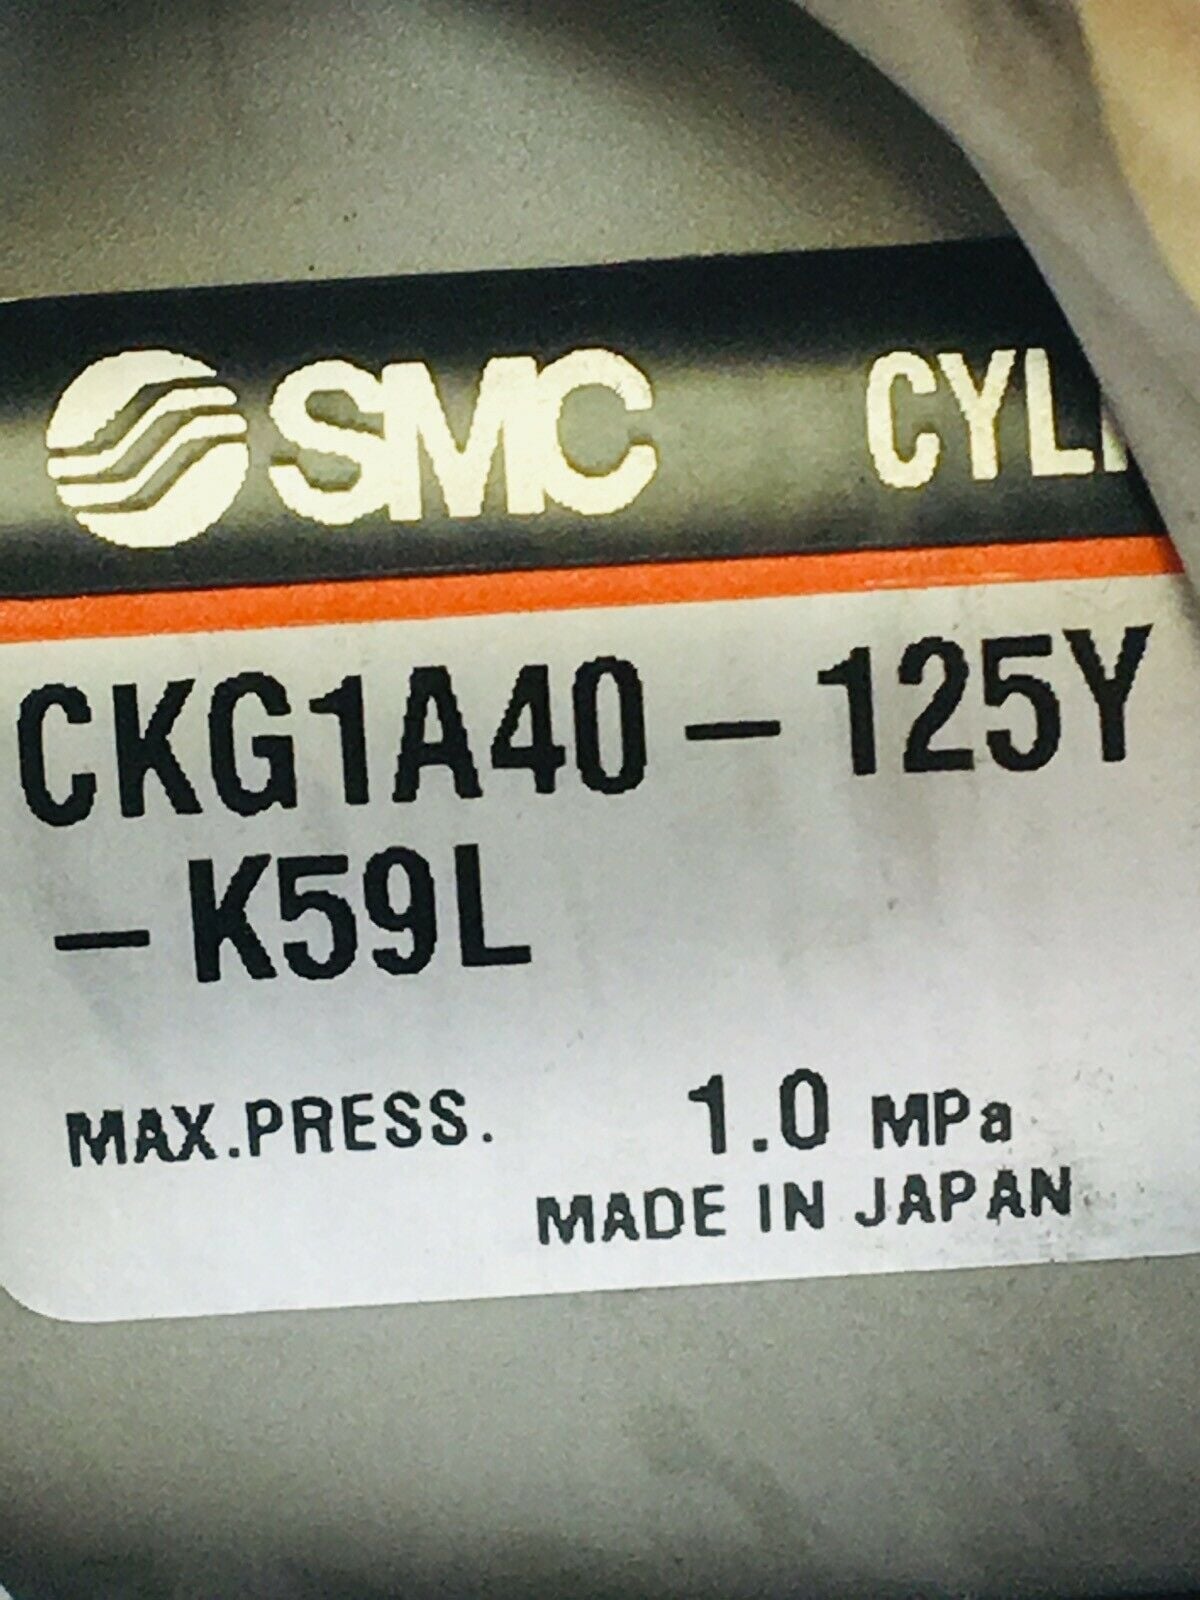 SMC
CKG1A40-125Y
-K59L
MAX.PRESS. 1.0 MPa
MADE IN JAPAN